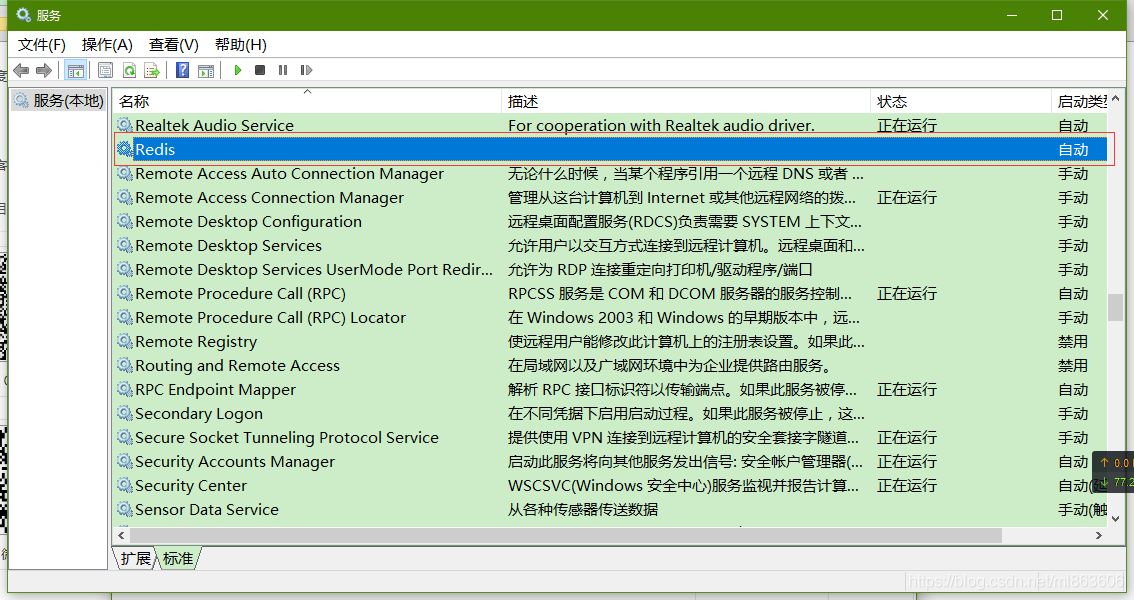 服务
文件(F) 操作(A) 查看(V) 帮助(H)
服务(本地)
名称 描述 状态 启动类
Realtek Audio Service For cooperation with Realtek audio driver. 正在运行 自动
Redis 自动
Remote Access Auto Connection Manager 无论什么时候，当某个程序引用一个远程 DNS 或者 ... 手动
Remote Access Connection Manager 管理从这台计算机到 Internet 或其他远程网络的拨... 正在运行 手动
Remote Desktop Configuration 远程桌面配置服务(RDCS)负责需要 SYSTEM 上下文... 手动
Remote Desktop Services 允许用户以交互方式连接到远程计算机。远程桌面和... 手动
Remote Desktop Services UserMode Port Redir... 允许为 RDP 连接重定向打印机/驱动程序/端口 手动
Remote Procedure Call (RPC) RPCSS 服务是 COM 和 DCOM 服务器的服务控制... 正在运行 自动
Remote Procedure Call (RPC) Locator 在 Windows 2003 和 Windows 的早期版本中，远... 手动
Remote Registry 使远程用户能修改此计算机上的注册表设置。如果此... 禁用
Routing and Remote Access 在局域网以及广域网环境中为企业提供路由服务。 禁用
RPC Endpoint Mapper 解析 RPC 接口标识符以传输端点。如果此服务被停... 正在运行 自动
Secondary Logon 在不同凭据下启用启动过程。如果此服务被停止，这... 手动
Secure Socket Tunneling Protocol Service 提供使用 VPN 连接到远程计算机的安全套接字隧道... 正在运行 手动
Security Accounts Manager 启动此服务将向其他服务发出信号: 安全帐户管理器(... 正在运行 自动
Security Center WSCSVC(Windows 安全中心)服务监视并报告计算... 正在运行 自动(
Sensor Data Service 从各种传感器传送数据 手动(触
↑ 0.0
↓ 77.2
扩展 标准
https://blog.csdn.net/ml863606